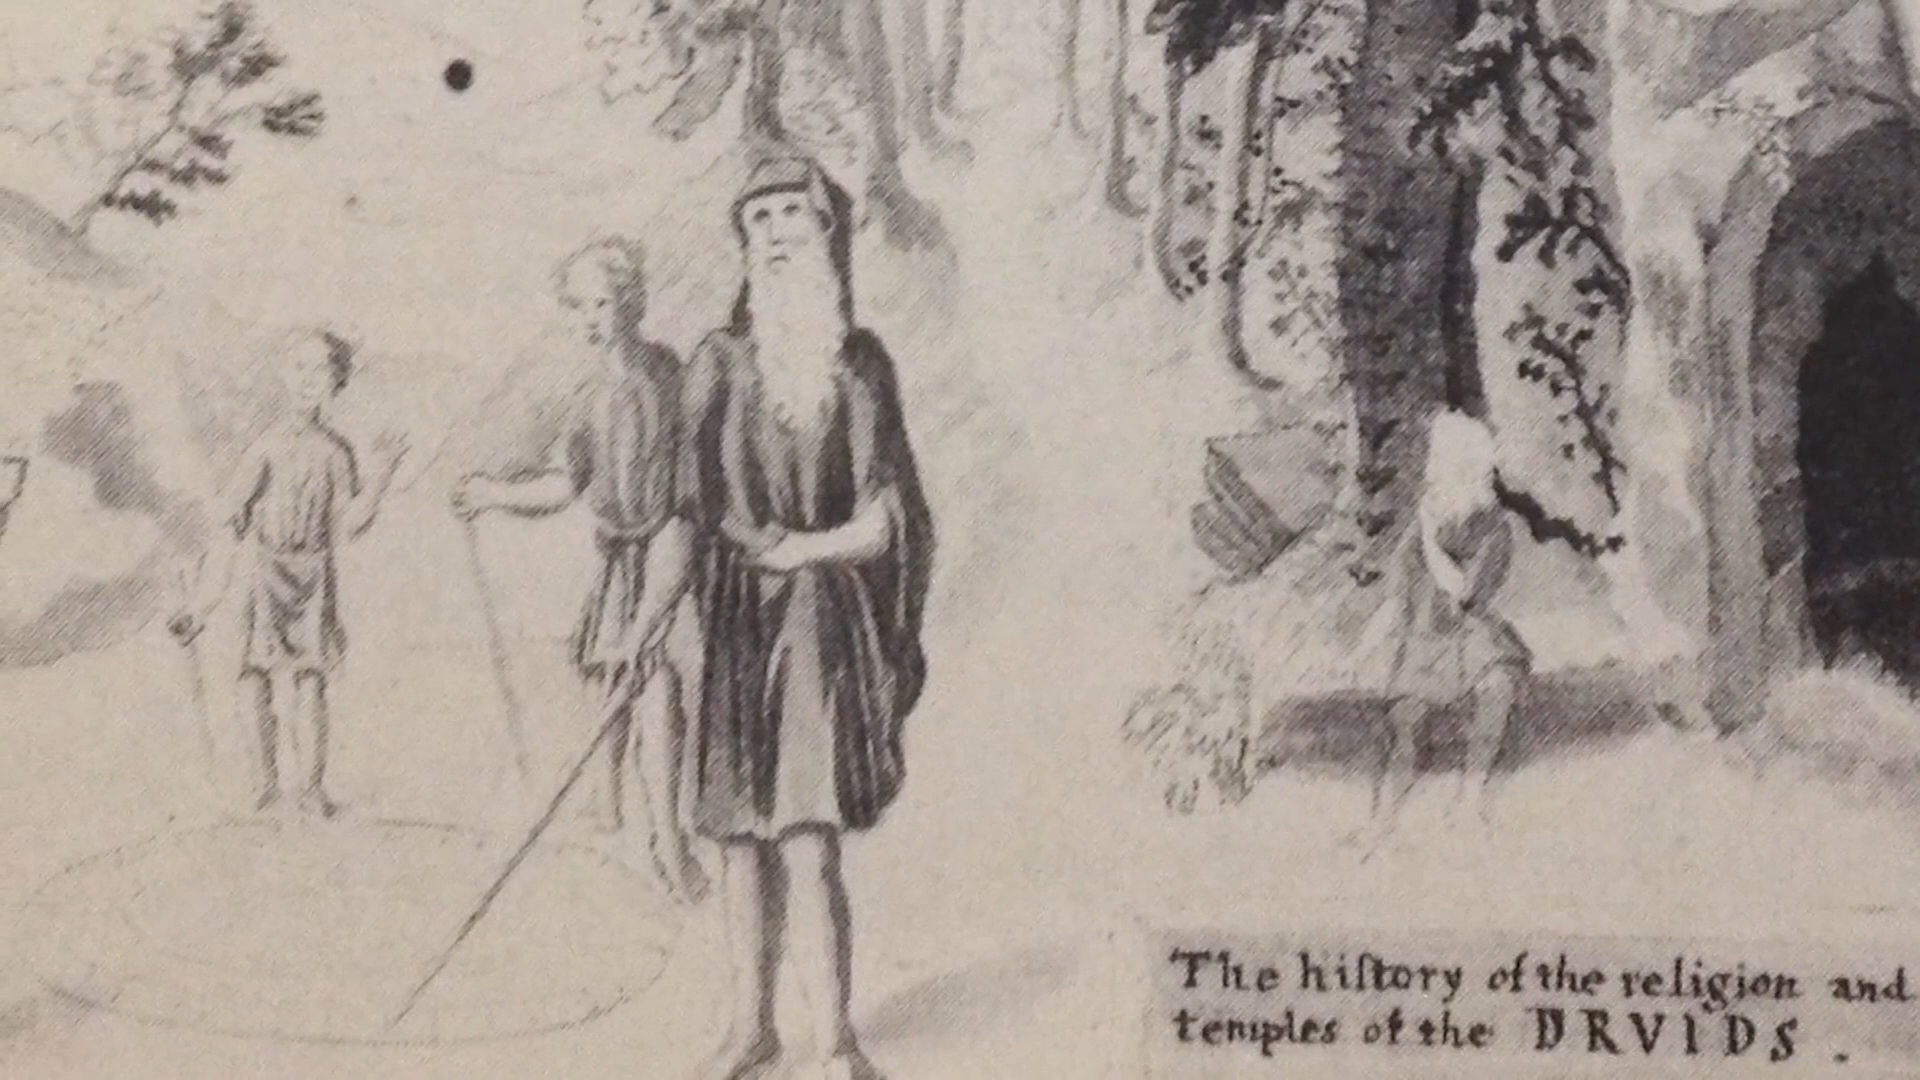 The hiſtory of the religion and
temples of the DRVIDS .